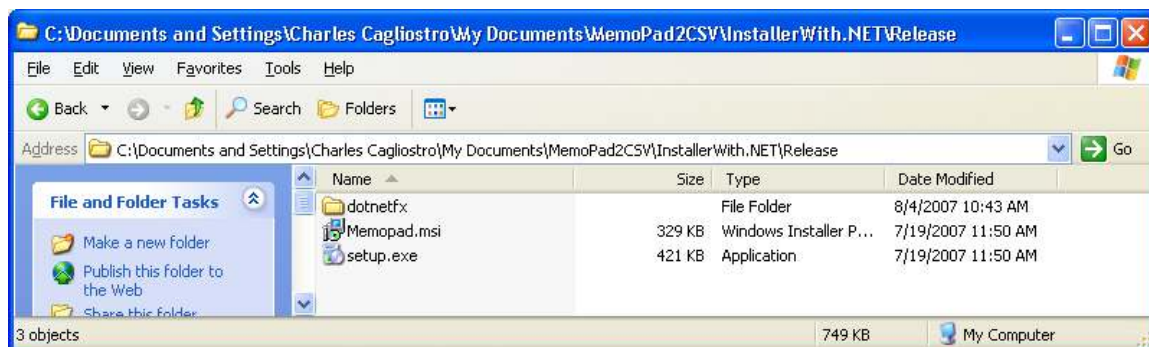 C:\Documents and Settings\Charles Cagliostro\My Documents\MemoPad2CSV\InstallerWith.NET\Release
File Edit View Favorites Tools Help
Back Search Folders
Address C:\Documents and Settings\Charles Cagliostro\My Documents\MemoPad2CSV\InstallerWith.NET\Release Go
Name Size Type Date Modified
File and Folder Tasks
dotnetfx File Folder 8/4/2007 10:43 AM
Memopad.msi 329 KB Windows Installer P... 7/19/2007 11:50 AM
setup.exe 421 KB Application 7/19/2007 11:50 AM
Make a new folder
Publish this folder to
the Web
Share this folder
3 objects 749 KB My Computer